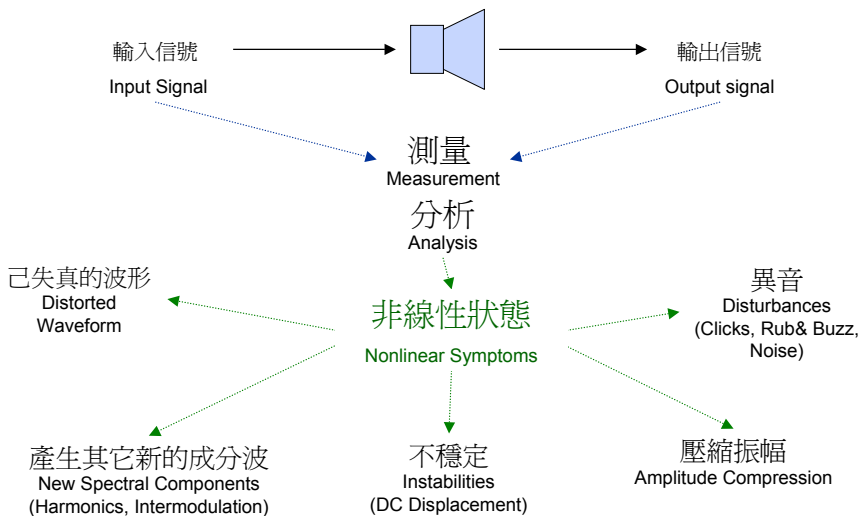 輸入信號
Input Signal
輸出信號
Output signal
測量
Measurement
分析
Analysis
己失真的波形
Distorted
Waveform
非線性狀態
Nonlinear Symptoms
異音
Disturbances
(Clicks, Rub& Buzz,
Noise)
產生其它新的成分波
New Spectral Components
(Harmonics, Intermodulation)
不穩定
Instabilities
(DC Displacement)
壓縮振幅
Amplitude Compression